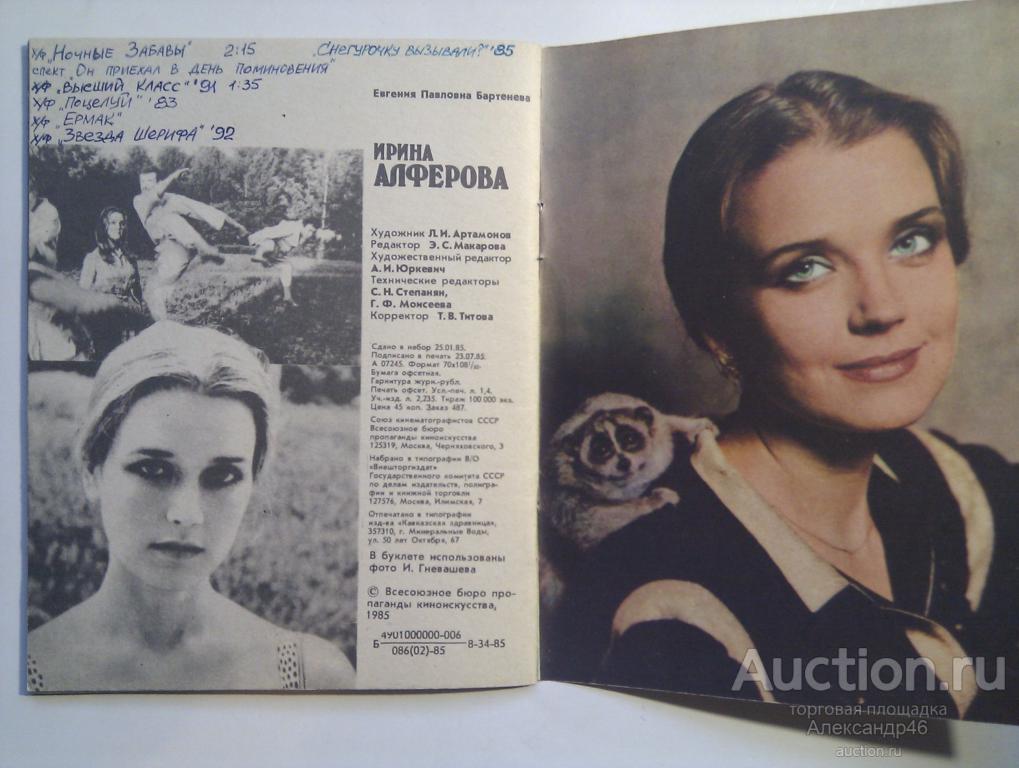 х/ф „Ночные Забавы" 2:15 „Снегурочку вызывали?" '85
спект. „Он приехал в день поминовения"
х/ф „Высший класс" '91 1:35
х/ф „Поцелуй" '83
х/ф „Ермак"
х/ф „Звезда Шерифа" '92
Евгения Павловна Бартенева
ИРИНА
АЛФЕРОВА
Художник Л. И. Артамонов
Редактор Э. С. Макарова
Художественный редактор
А. И. Юркевич
Технические редакторы
С. Н. Степанян,
Г. Ф. Моисеева
Корректор Т. В. Титова
Сдано в набор 25.01.85.
Подписано в печать 23.07.85.
А 07245. Формат 70х108¹/₃₂.
Бумага офсетная.
Гарнитура журн.-рубл.
Печать офсет. Усл.-печ. л. 1,4.
Уч.-изд. л. 2,235. Тираж 100 000 экз.
Цена 45 коп. Заказ 487.
Союз кинематографистов СССР
Всесоюзное бюро
пропаганды киноискусства
125319, Москва, Черняховского, 3
Набрано в типографии В/О
«Внешторгиздат»
Государственного комитета СССР
по делам издательств, полигра-
фии и книжной торговли
127576, Москва, Илимская, 7
Отпечатано в типографии
изд-ва «Кавказская здравница»,
357310, г. Минеральные Воды,
ул. 50 лет Октября, 67
В буклете использованы
фото И. Гневашева
© Всесоюзное бюро про-
паганды киноискусства,
1985
Б 4901000000-006 8-34-85
086(02)-85
Auction.ru
торговая площадка
Александр46
auction.ru